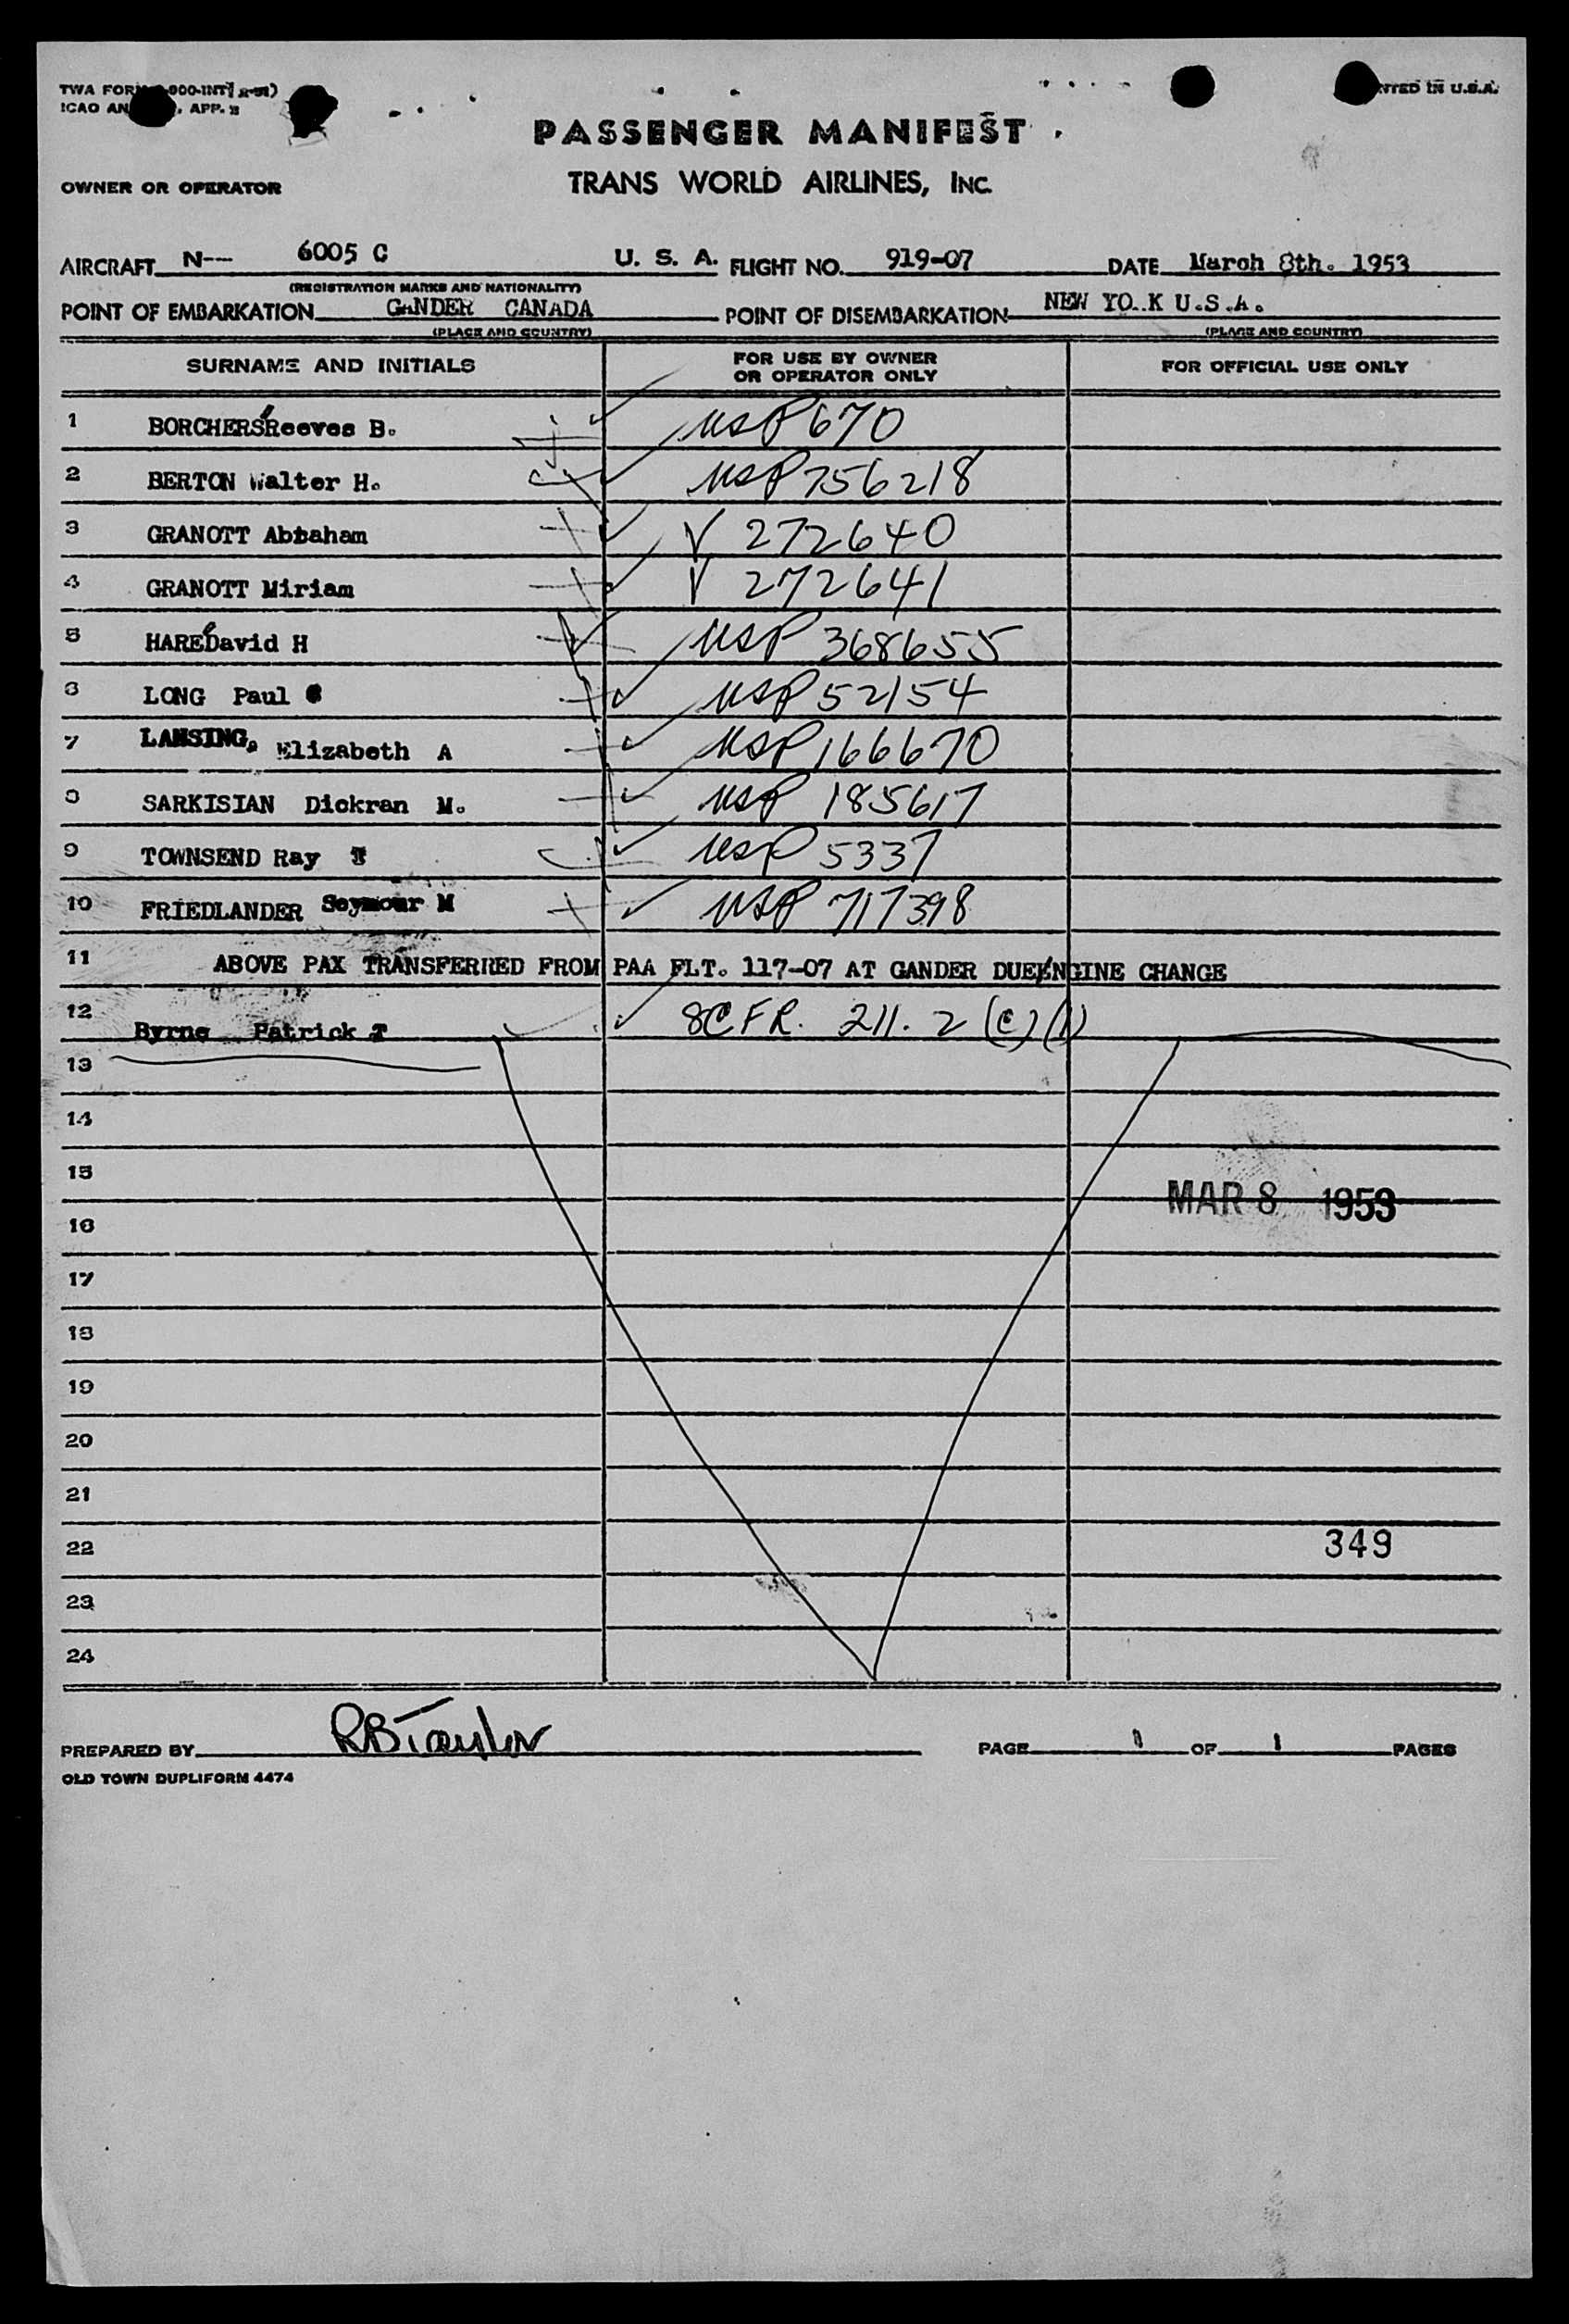 TWA FORM 000-INT
ICAO AN , APP. 2
PRINTED IN U.S.A.
PASSENGER MANIFEST
OWNER OR OPERATOR TRANS WORLD AIRLINES, INC.
AIRCRAFT N-- 6005 C U. S. A. FLIGHT NO. 919-07 DATE March 8th. 1953
(REGISTRATION MARKS AND NATIONALITY)
POINT OF EMBARKATION GANDER CANADA POINT OF DISEMBARKATION NEW YO..K U.S.A.
(PLACE AND COUNTRY) (PLACE AND COUNTRY)
SURNAME AND INITIALS FOR USE BY OWNER OR OPERATOR ONLY FOR OFFICIAL USE ONLY
1 BORCHERS/Reeves B. USP 670
2 BERTON Walter H. USP 756218
3 GRANOTT Abbaham V 272640
4 GRANOTT Miriam V 272641
5 HARE/David H USP 368655
6 LONG Paul USP 52154
7 LANSING, Elizabeth A USP 166670
8 SARKISIAN Dickran M. USP 185617
9 TOWNSEND Ray T USP 5337
10 FRIEDLANDER Seymour M USP 717398
11 ABOVE PAX TRANSFERRED FROM PAA FLT. 117-07 AT GANDER DUE/ENGINE CHANGE
12 Byrne Patrick T 8CFR. 211. 2 (c) (1)
13
14
15
MAR 8 1953
16
17
18
19
20
21
22 349
23
24
PREPARED BY RBTaylor PAGE 1 OF 1 PAGES
OLD TOWN DUPLIFORM 4474